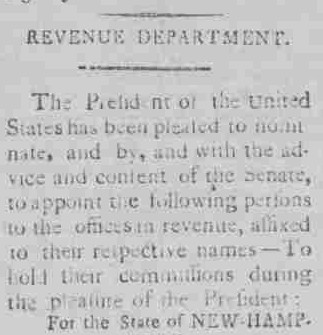 REVENUE DEPARTMENT.
The Preſident of the United
States has been pleaſed to nomi
nate, and by, and with the ad-
vice and conſent of the Senate,
to appoint the following perſons
to the offices in revenue, affixed
to their reſpective names—To
hold their commiſſions during
the pleaſure of the Preſident:
For the State of NEW-HAMP-